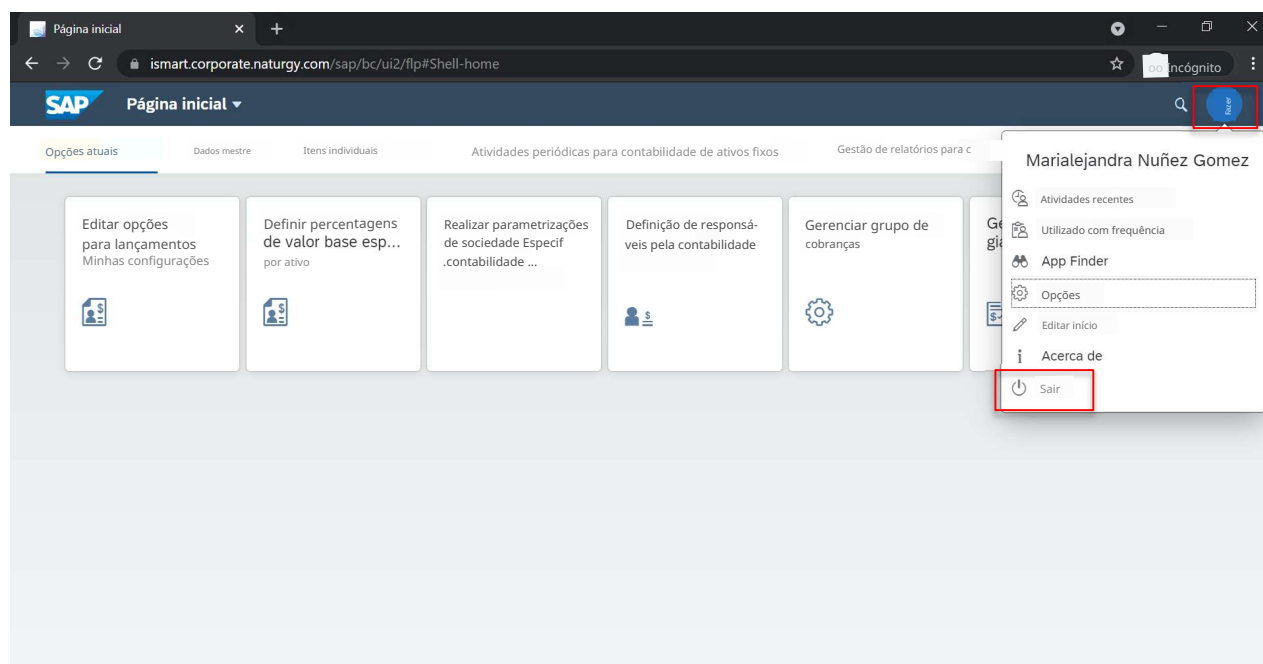 Página inicial
ismart.corporate.naturgy.com/sap/bc/ui2/flp#Shell-home
oo Incógnito
SAP Página inicial
Fazer
Opções atuais Dados mestre Itens individuais Atividades periódicas para contabilidade de ativos fixos Gestão de relatórios para c
Editar opções
para lançamentos
Minhas configurações
Definir percentagens
de valor base esp...
por ativo
Realizar parametrizações
de sociedade Especif
.contabilidade ...
Definição de responsá-
veis pela contabilidade
Gerenciar grupo de
cobranças
Ge
gia
Marialejandra Nuñez Gomez
Atividades recentes
Utilizado com frequência
App Finder
Opções
Editar início
Acerca de
Sair